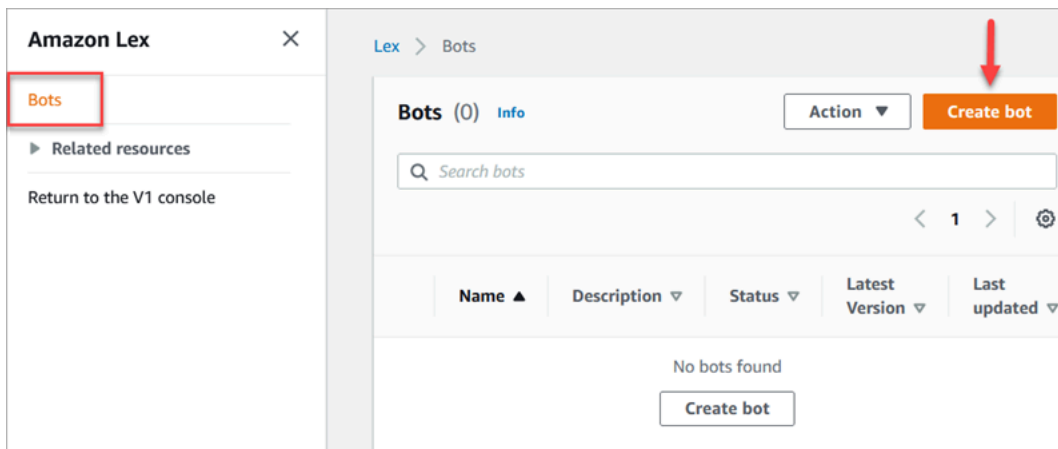 Amazon Lex
Bots
Related resources
Return to the V1 console
Lex > Bots
Bots (0) Info
Action
Create bot
Search bots
1
Name
Description
Status
Latest
Version
Last
updated
No bots found
Create bot